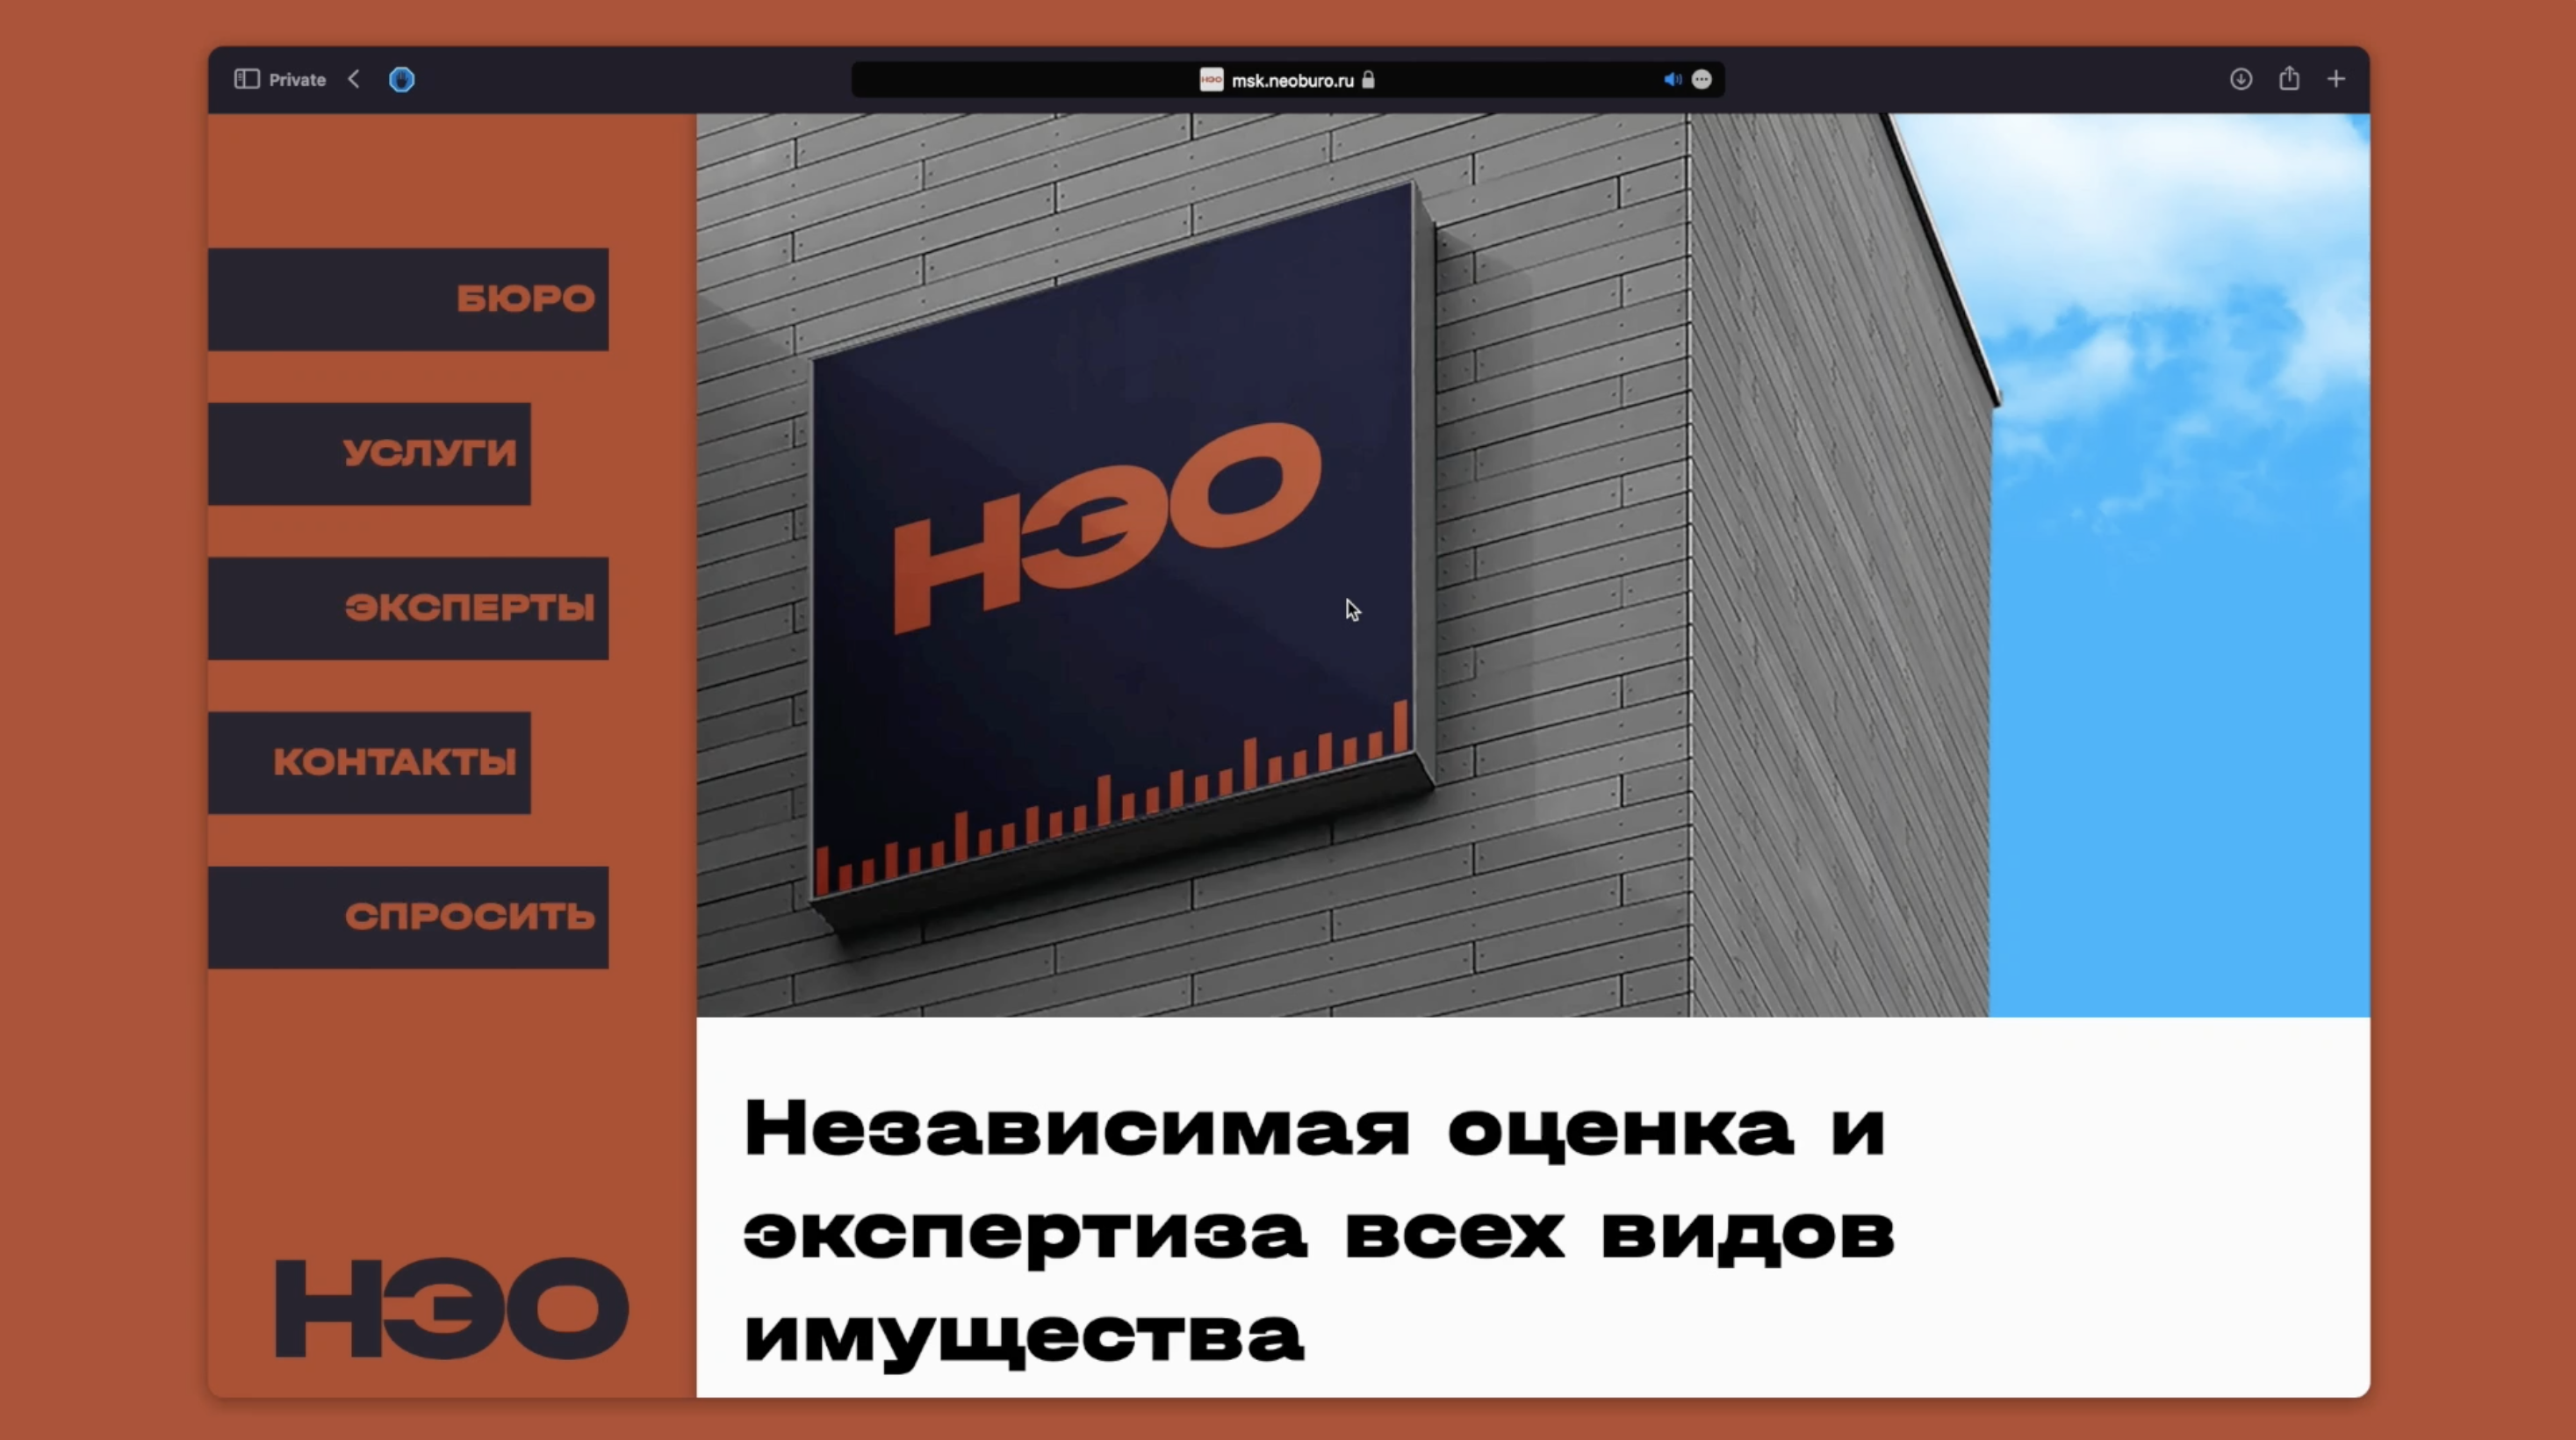 Private
msk.neoburo.ru
БЮРО
УСЛУГИ
ЭКСПЕРТЫ
КОНТАКТЫ
СПРОСИТЬ
НЭО
НЭО
Независимая оценка и
экспертиза всех видов
имущества